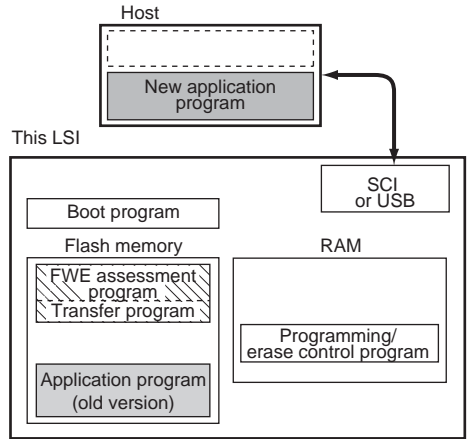 Host
New application
program
This LSI
SCI
or USB
Boot program
Flash memory
RAM
FWE assessment
program
Transfer program
Programming/
erase control program
Application program
(old version)